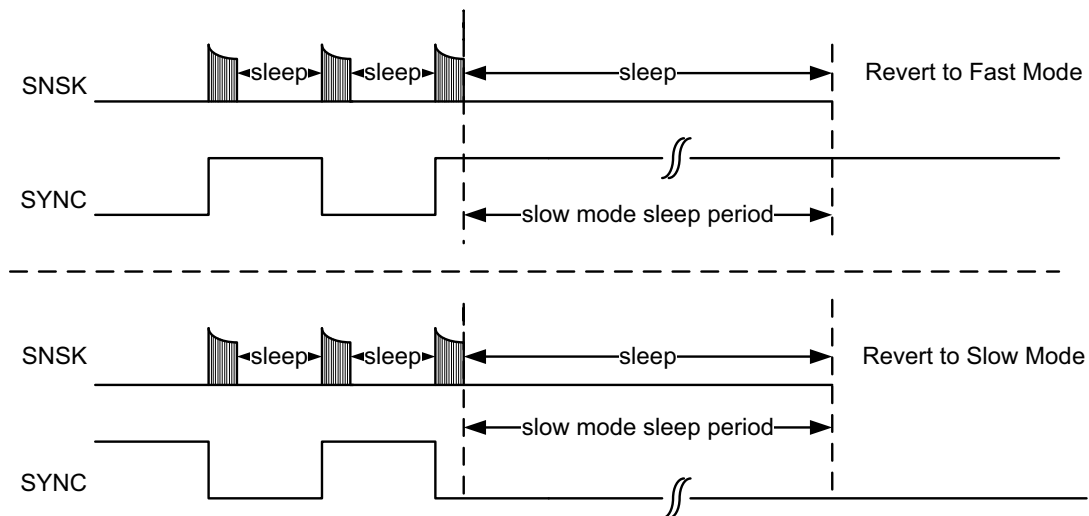 SNSK
sleep
sleep
sleep
Revert to Fast Mode
SYNC
slow mode sleep period
SNSK
sleep
sleep
sleep
Revert to Slow Mode
slow mode sleep period
SYNC